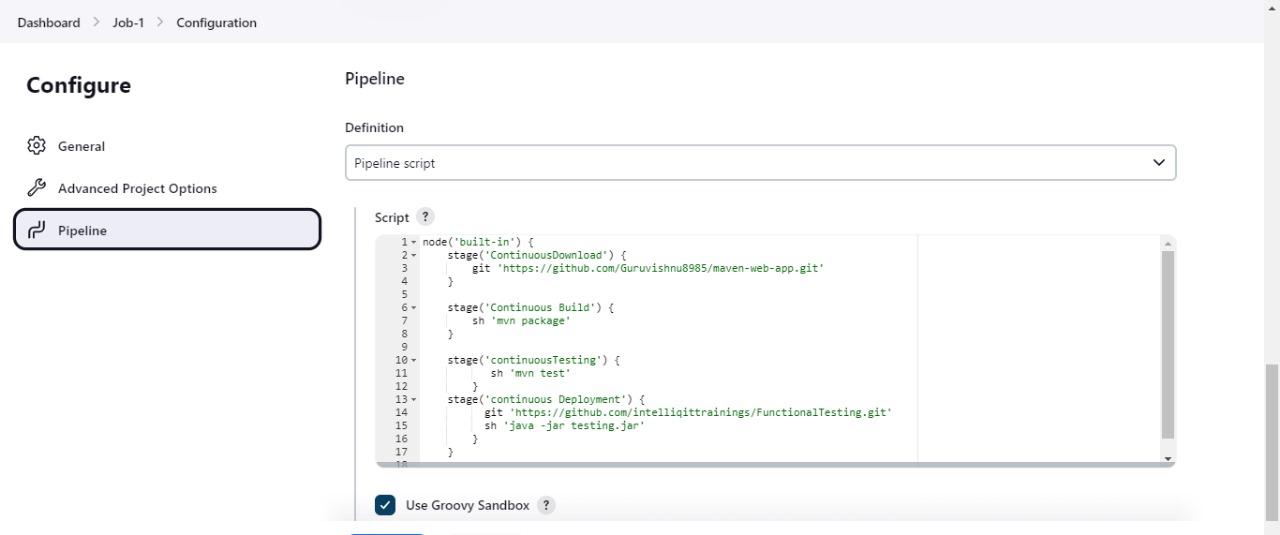 Dashboard > Job-1 > Configuration
Configure
General
Advanced Project Options
Pipeline
Pipeline
Definition
Pipeline script
Script ?
1 node('built-in') {
2 stage('ContinuousDownload') {
3 git 'https://github.com/Guruvishnu8985/maven-web-app.git'
4 }
5
6 stage('Continuous Build') {
7 sh 'mvn package'
8 }
9
10 stage('continuousTesting') {
11 sh 'mvn test'
12 }
13 stage('continuous Deployment') {
14 git 'https://github.com/intelliqittrainings/FunctionalTesting.git'
15 sh 'java -jar testing.jar'
16 }
17 }
18
Use Groovy Sandbox ?